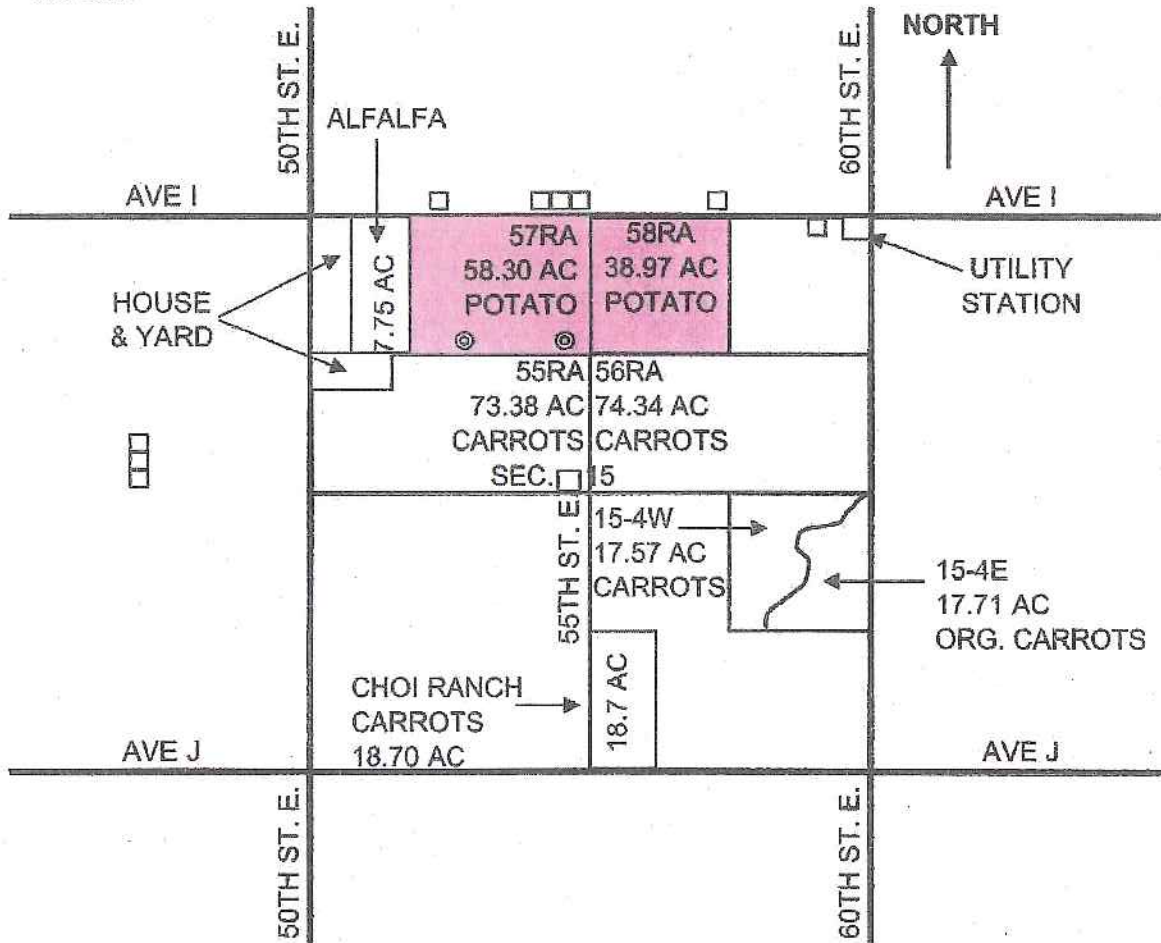 NORTH
50TH ST. E.
60TH ST. E.
ALFALFA
AVE I
AVE I
57RA
58.30 AC
POTATO
58RA
38.97 AC
POTATO
7.75 AC
HOUSE
& YARD
UTILITY
STATION
55RA
73.38 AC
CARROTS
56RA
74.34 AC
CARROTS
SEC. 15
55TH ST. E
15-4W
17.57 AC
CARROTS
15-4E
17.71 AC
ORG. CARROTS
CHOI RANCH
CARROTS
18.70 AC
18.7 AC
AVE J
AVE J
50TH ST. E.
60TH ST. E.